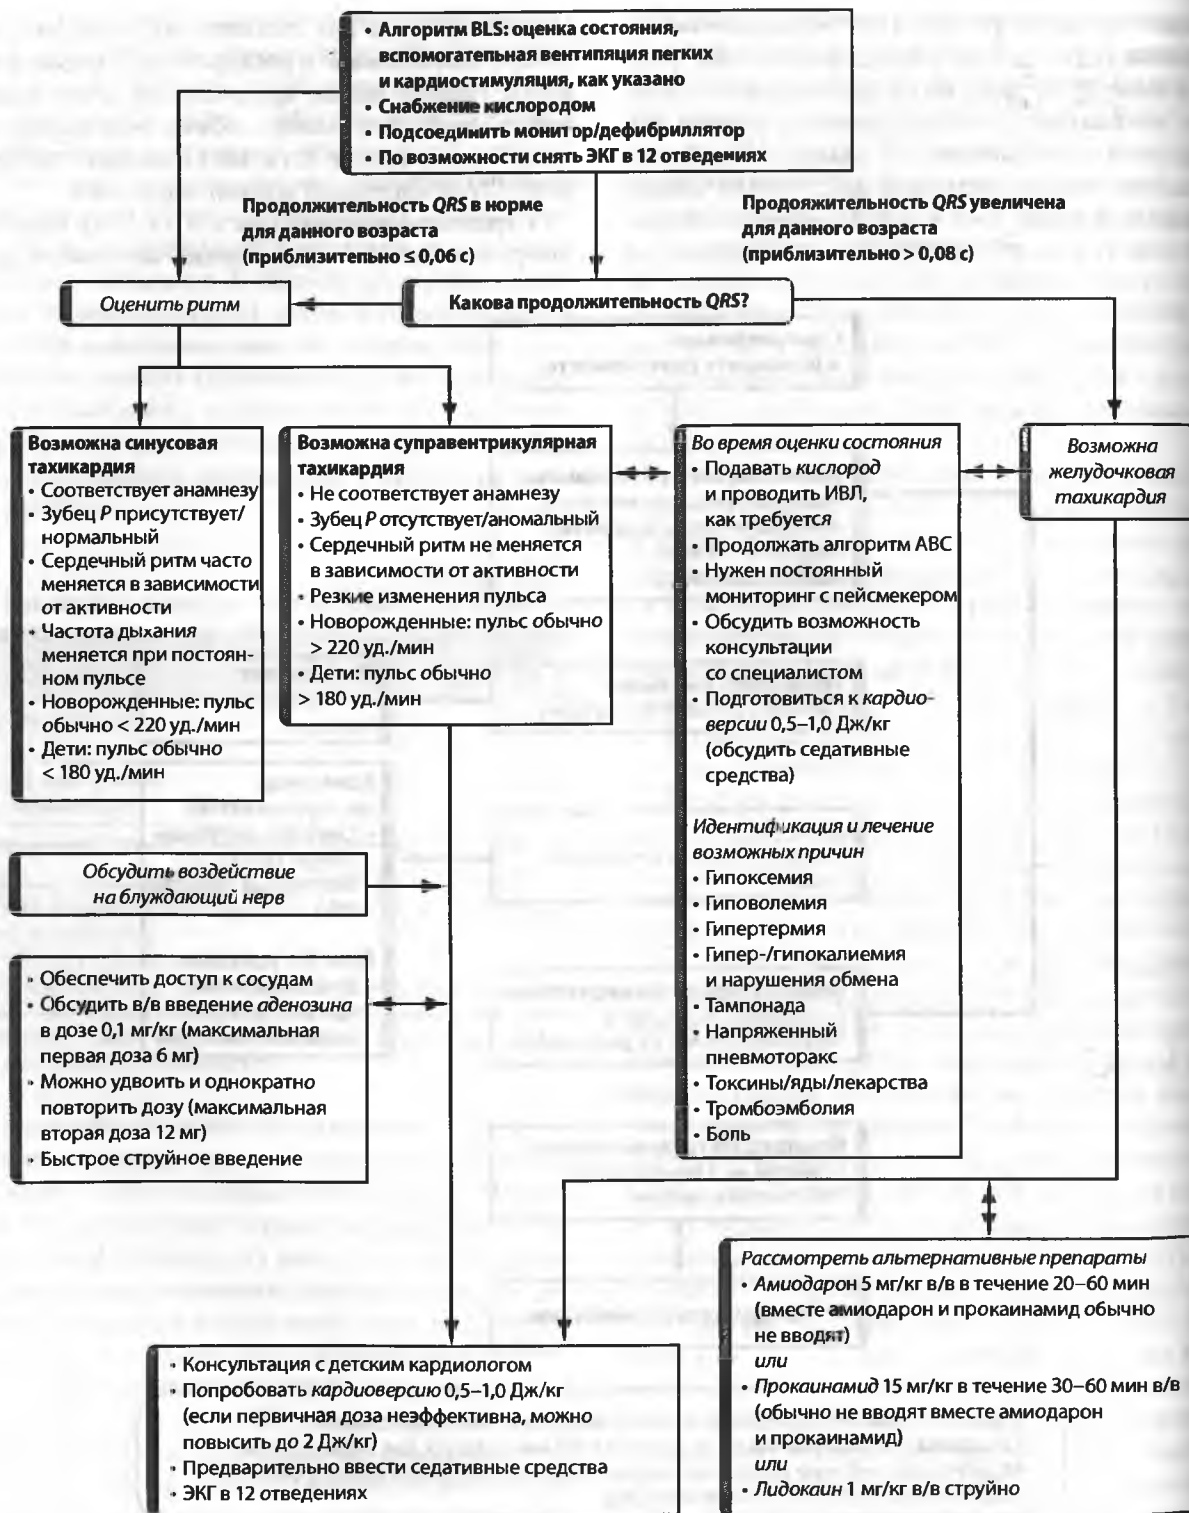 • Алгоритм BLS: оценка состояния,
вспомогательная вентиляция легких
и кардиостимуляция, как указано
• Снабжение кислородом
• Подсоединить монитор/дефибриллятор
• По возможности снять ЭКГ в 12 отведениях
Продолжительность QRS в норме
для данного возраста
(приблизительно ≤ 0,06 с)
Продолжительность QRS увеличена
для данного возраста
(приблизительно > 0,08 с)
Оценить ритм
Какова продолжительность QRS?
Возможна синусовая
тахикардия
• Соответствует анамнезу
• Зубец P присутствует/
нормальный
• Сердечный ритм часто
меняется в зависимости
от активности
• Частота дыхания
меняется при постоян-
ном пульсе
• Новорожденные: пульс
обычно < 220 уд./мин
• Дети: пульс обычно
< 180 уд./мин
Возможна суправентрикулярная
тахикардия
• Не соответствует анамнезу
• Зубец P отсутствует/аномальный
• Сердечный ритм не меняется
в зависимости от активности
• Резкие изменения пульса
• Новорожденные: пульс обычно
> 220 уд./мин
• Дети: пульс обычно
> 180 уд./мин
Во время оценки состояния
• Подавать кислород
и проводить ИВЛ,
как требуется
• Продолжать алгоритм ABC
• Нужен постоянный
мониторинг с пейсмекером
• Обсудить возможность
консультации
со специалистом
• Подготовиться к кардио-
версии 0,5–1,0 Дж/кг
(обсудить седативные
средства)
Идентификация и лечение
возможных причин
• Гипоксемия
• Гиповолемия
• Гипертермия
• Гипер-/гипокалиемия
и нарушения обмена
• Тампонада
• Напряженный
пневмоторакс
• Токсины/яды/лекарства
• Тромбоэмболия
• Боль
Возможна
желудочковая
тахикардия
Обсудить воздействие
на блуждающий нерв
• Обеспечить доступ к сосудам
• Обсудить в/в введение аденозина
в дозе 0,1 мг/кг (максимальная
первая доза 6 мг)
• Можно удвоить и однократно
повторить дозу (максимальная
вторая доза 12 мг)
• Быстрое струйное введение
• Консультация с детским кардиологом
• Попробовать кардиоверсию 0,5–1,0 Дж/кг
(если первичная доза неэффективна, можно
повысить до 2 Дж/кг)
• Предварительно ввести седативные средства
• ЭКГ в 12 отведениях
Рассмотреть альтернативные препараты
• Амиодарон 5 мг/кг в/в в течение 20–60 мин
(вместе амиодарон и прокаинамид обычно
не вводят)
или
• Прокаинамид 15 мг/кг в течение 30–60 мин в/в
(обычно не вводят вместе амиодарон
и прокаинамид)
или
• Лидокаин 1 мг/кг в/в струйно